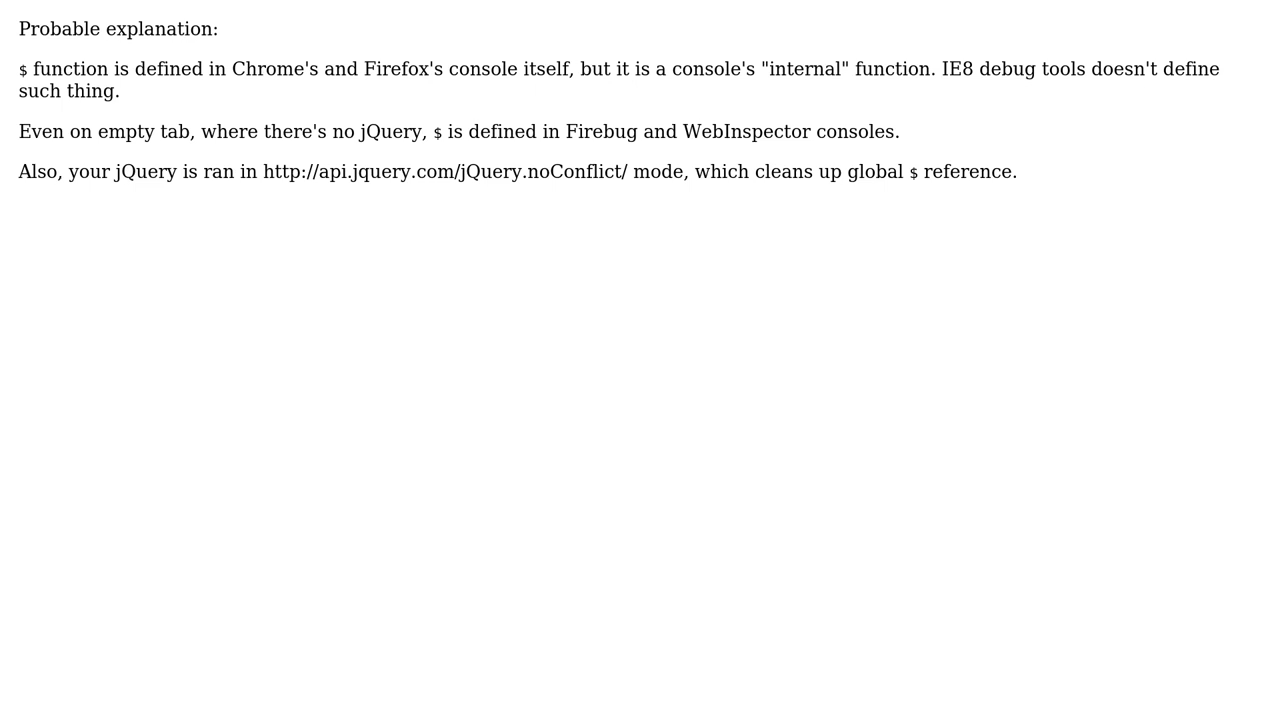 Probable explanation:
$ function is defined in Chrome's and Firefox's console itself, but it is a console's "internal" function. IE8 debug tools doesn't define
such thing.
Even on empty tab, where there's no jQuery, $ is defined in Firebug and WebInspector consoles.
Also, your jQuery is ran in http://api.jquery.com/jQuery.noConflict/ mode, which cleans up global $ reference.